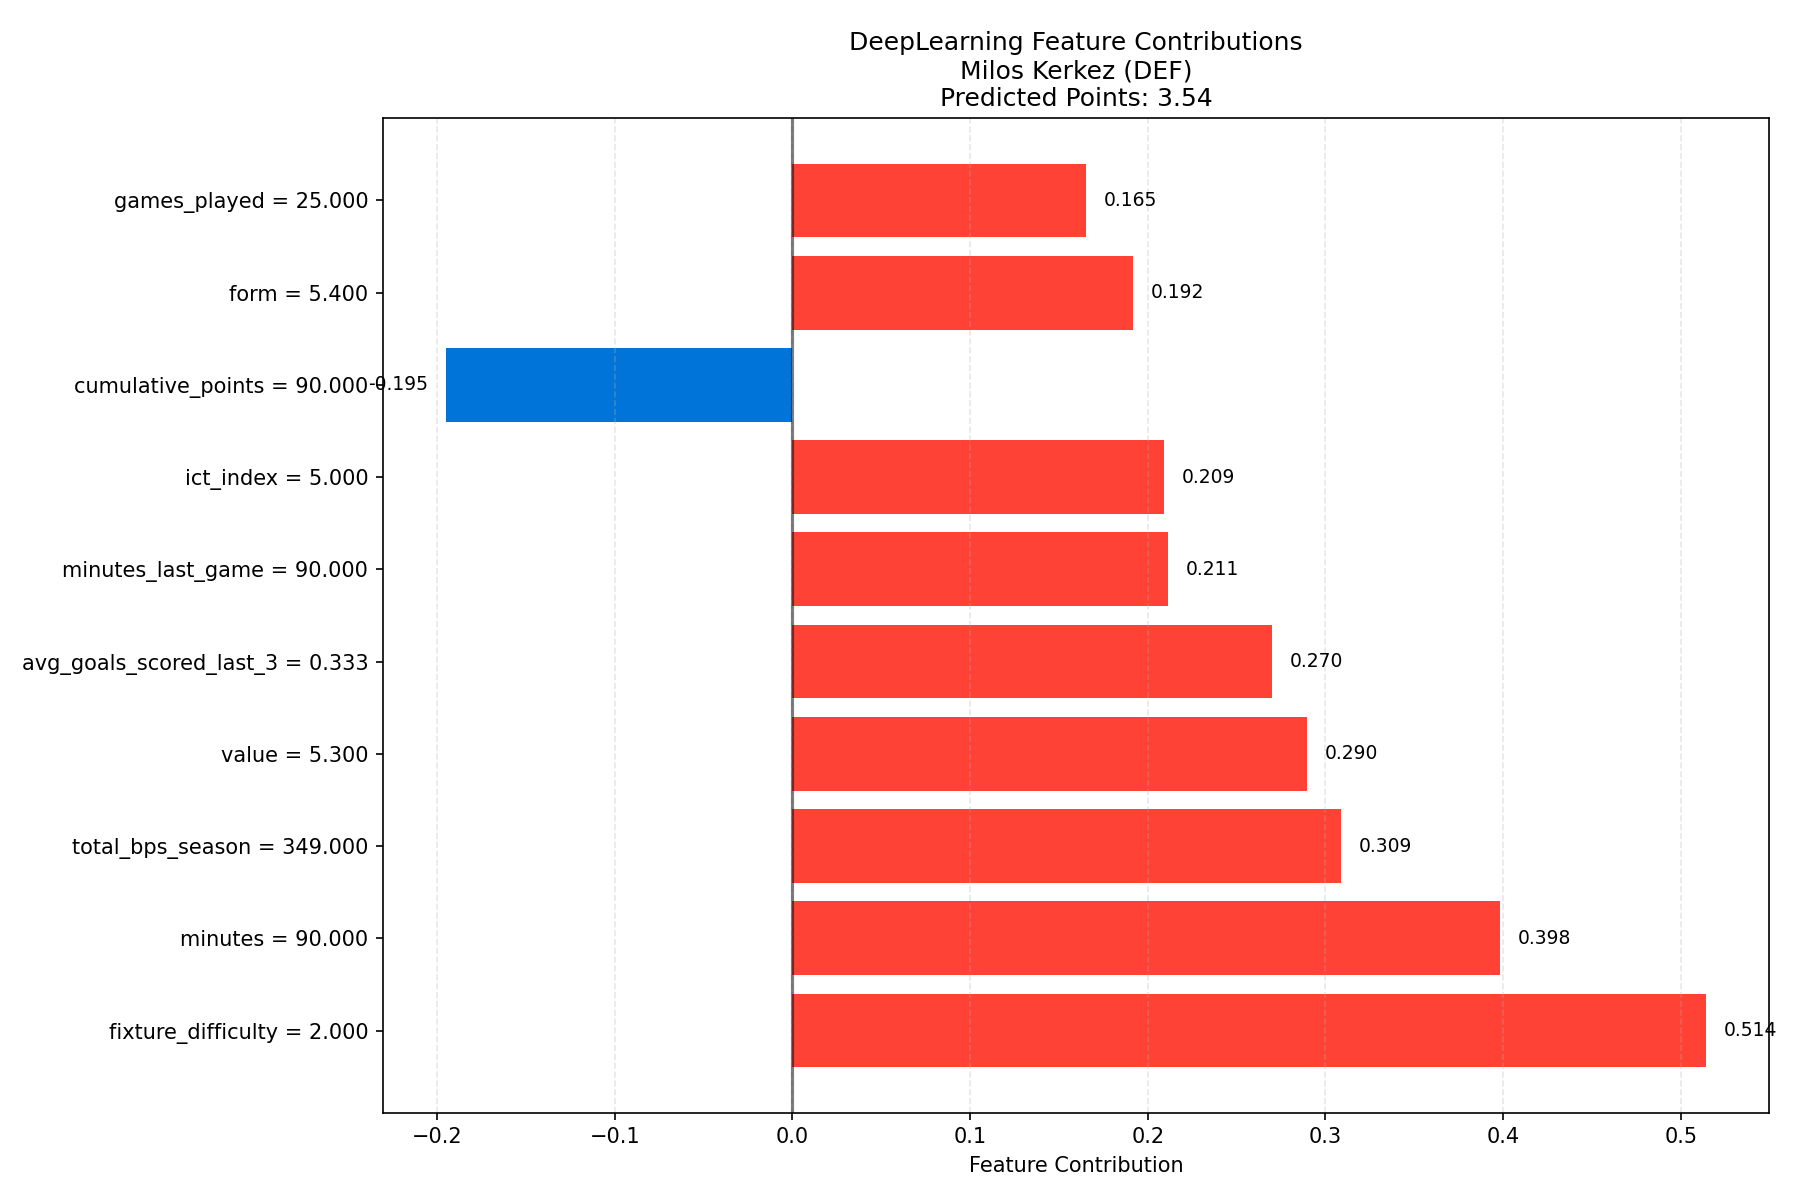 DeepLearning Feature Contributions
Milos Kerkez (DEF)
Predicted Points: 3.54
games_played = 25.000 0.165
form = 5.400 0.192
cumulative_points = 90.000 -0.195
ict_index = 5.000 0.209
minutes_last_game = 90.000 0.211
avg_goals_scored_last_3 = 0.333 0.270
value = 5.300 0.290
total_bps_season = 349.000 0.309
minutes = 90.000 0.398
fixture_difficulty = 2.000 0.514
−0.2 −0.1 0.0 0.1 0.2 0.3 0.4 0.5
Feature Contribution